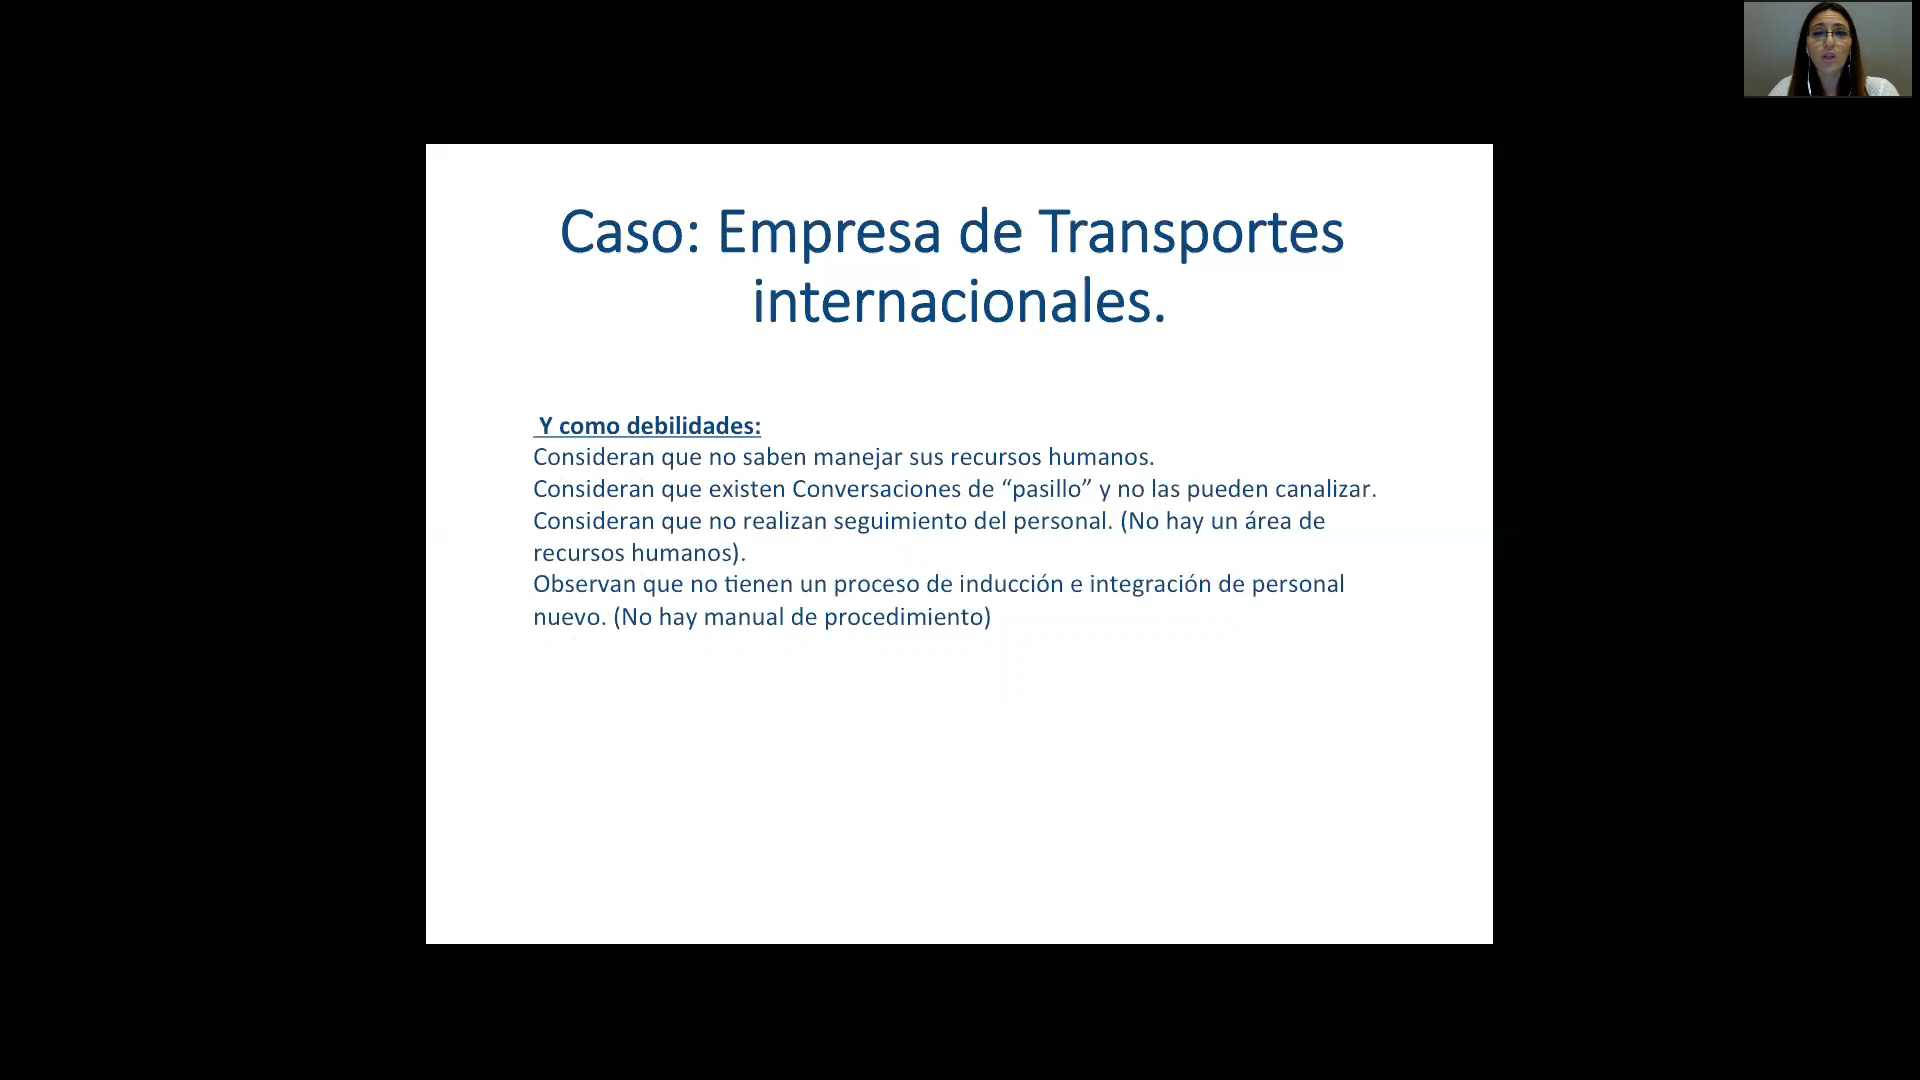 Caso: Empresa de Transportes
internacionales.
Y como debilidades:
Consideran que no saben manejar sus recursos humanos.
Consideran que existen Conversaciones de “pasillo” y no las pueden canalizar.
Consideran que no realizan seguimiento del personal. (No hay un área de
recursos humanos).
Observan que no tienen un proceso de inducción e integración de personal
nuevo. (No hay manual de procedimiento)